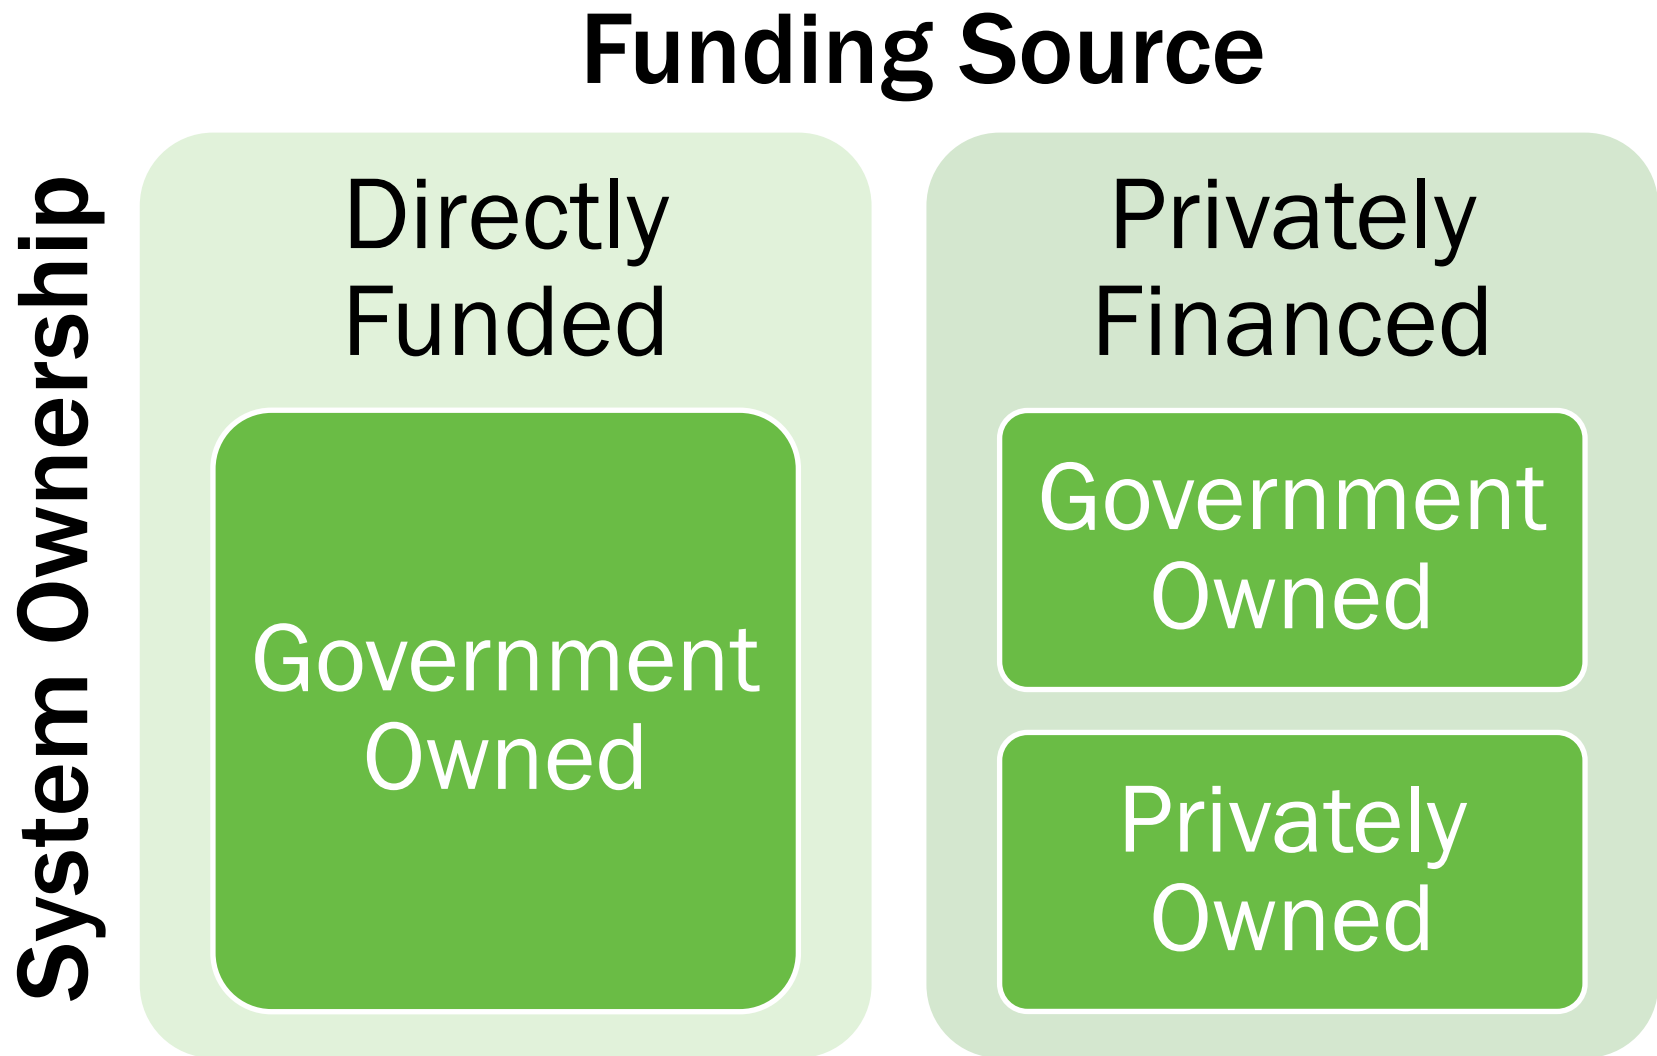 Funding Source
System Ownership
Directly
Funded
Government
Owned
Privately
Financed
Government
Owned
Privately
Owned